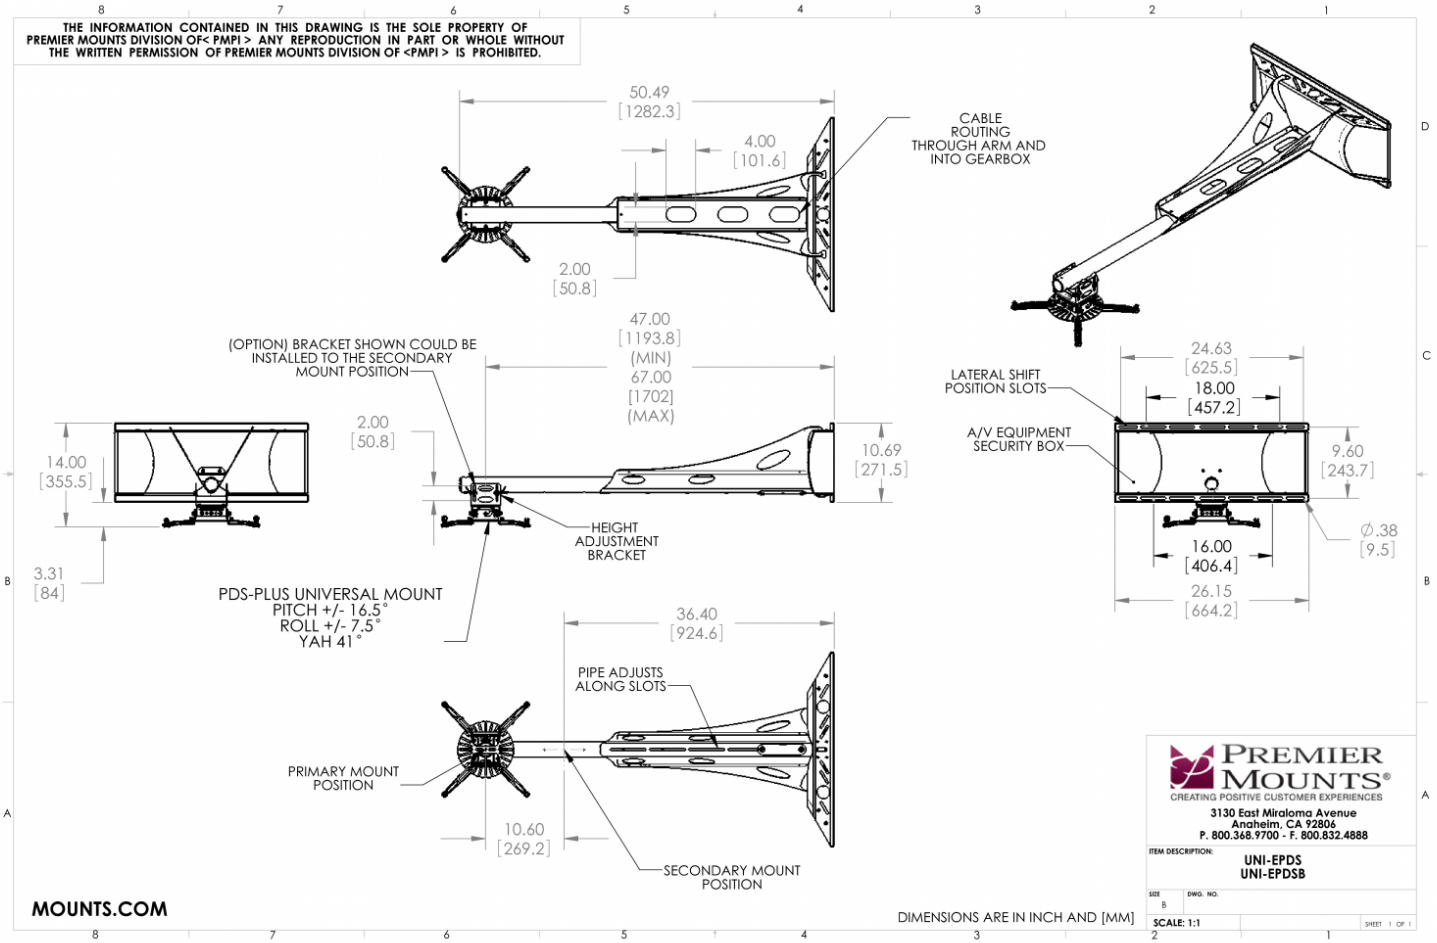 8 7 6 5 4 3 2 1
THE INFORMATION CONTAINED IN THIS DRAWING IS THE SOLE PROPERTY OF
PREMIER MOUNTS DIVISION OF< PMPI > ANY REPRODUCTION IN PART OR WHOLE WITHOUT
THE WRITTEN PERMISSION OF PREMIER MOUNTS DIVISION OF <PMPI > IS PROHIBITED.
50.49
[1282.3]
4.00
[101.6]
CABLE
ROUTING
THROUGH ARM AND
INTO GEARBOX
D
2.00
[50.8]
47.00
[1193.8]
(MIN)
67.00
[1702]
(MAX)
(OPTION) BRACKET SHOWN COULD BE
INSTALLED TO THE SECONDARY
MOUNT POSITION
C
24.63
[625.5]
LATERAL SHIFT
POSITION SLOTS
18.00
[457.2]
A/V EQUIPMENT
SECURITY BOX
2.00
[50.8]
14.00
[355.5]
10.69
[271.5]
9.60
[243.7]
HEIGHT
ADJUSTMENT
BRACKET
∅.38
[9.5]
16.00
[406.4]
26.15
[664.2]
3.31
[84]
B
B
PDS-PLUS UNIVERSAL MOUNT
PITCH +/- 16.5°
ROLL +/- 7.5°
YAH 41°
36.40
[924.6]
PIPE ADJUSTS
ALONG SLOTS
PRIMARY MOUNT
POSITION
10.60
[269.2]
SECONDARY MOUNT
POSITION
A
A
PREMIER
MOUNTS®
CREATING POSITIVE CUSTOMER EXPERIENCES
3130 East Miraloma Avenue
Anaheim, CA 92806
P. 800.368.9700 - F. 800.832.4888
ITEM DESCRIPTION:
UNI-EPDS
UNI-EPDSB
SIZE
B
DWG. NO.
SCALE: 1:1
SHEET 1 OF 1
MOUNTS.COM
DIMENSIONS ARE IN INCH AND [MM]
8 7 6 5 4 3 2 1